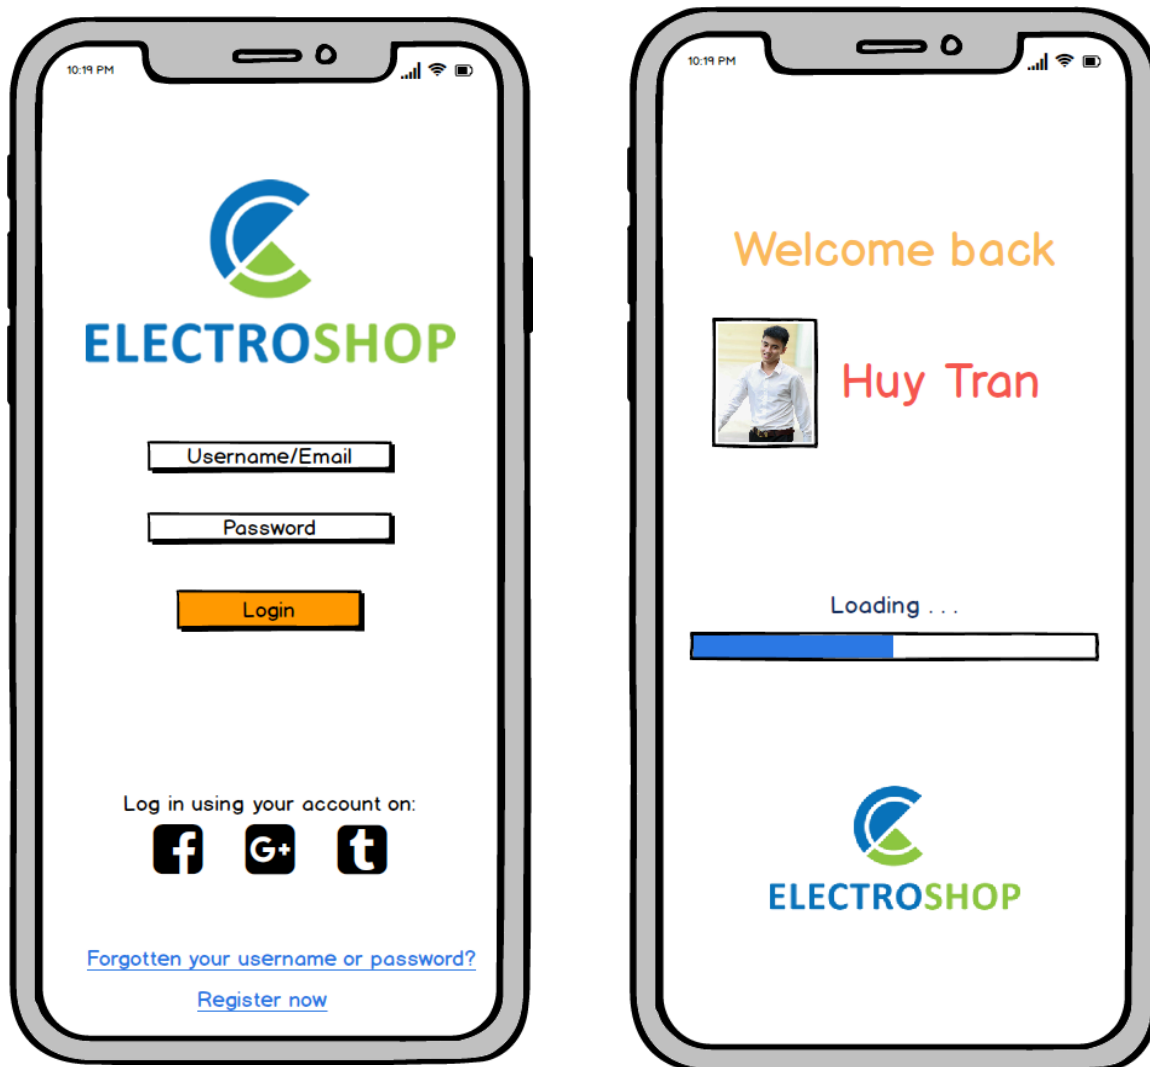 10:19 PM
ELECTROSHOP
Username/Email
Password
Login
Log in using your account on:
f G+ t
Forgotten your username or password?
Register now
10:19 PM
Welcome back
Huy Tran
Loading . . .
ELECTROSHOP